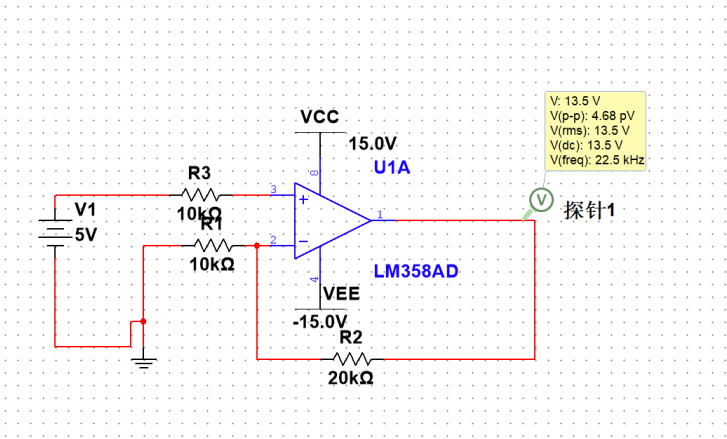 V: 13.5 V
V(p-p): 4.68 pV
V(rms): 13.5 V
V(dc): 13.5 V
V(freq): 22.5 kHz
VCC
15.0V
8
U1A
R3
3
V
探针1
10kΩ
V1
5V
R1
1
2
10kΩ
LM358AD
4
VEE
-15.0V
R2
20kΩ